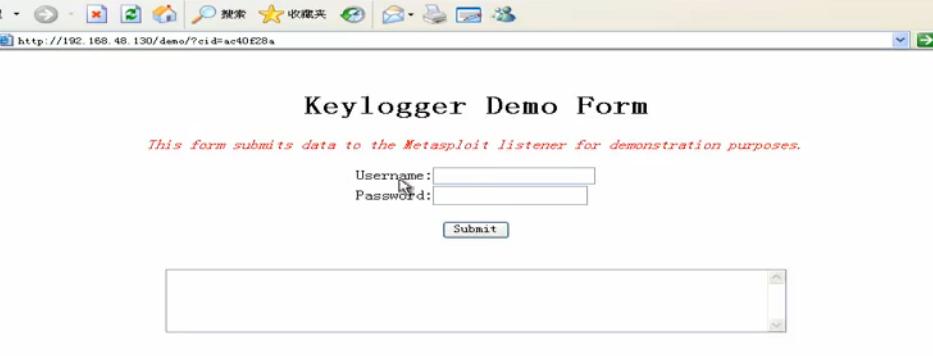 搜索 收藏夹
http://192.168.48.130/demo/?cid=ac40f28a
Keylogger Demo Form
This form submits data to the Metasploit listener for demonstration purposes.
Username:
Password:
Submit